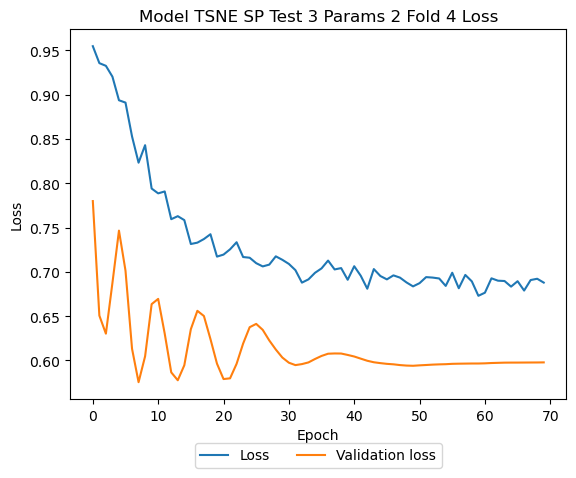 Model TSNE SP Test 3 Params 2 Fold 4 Loss
0.95
0.90
0.85
0.80
0.75
0.70
0.65
0.60
Loss
0 10 20 30 40 50 60 70
Epoch
Loss Validation loss